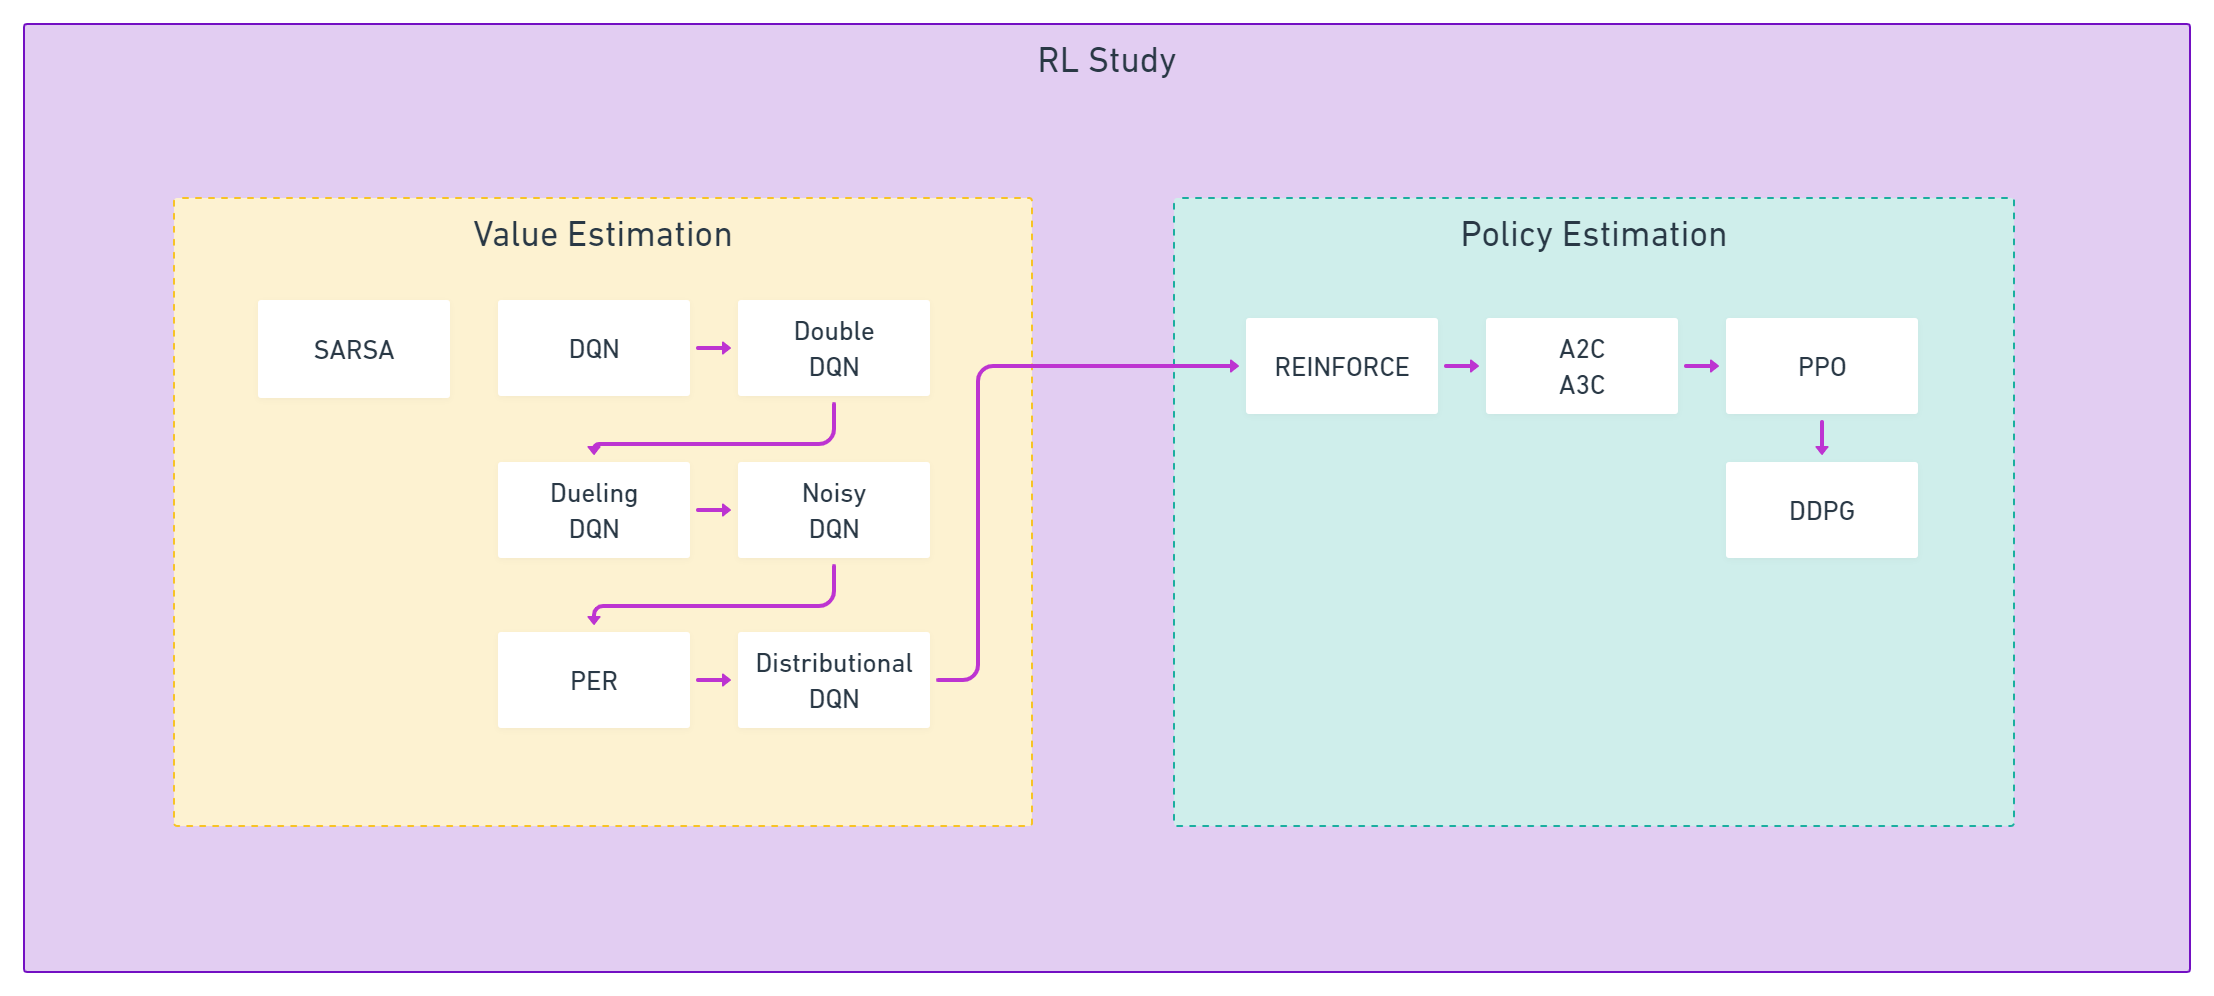 RL Study
Value Estimation
SARSA
DQN
Double
DQN
Dueling
DQN
Noisy
DQN
PER
Distributional
DQN
Policy Estimation
REINFORCE
A2C
A3C
PPO
DDPG